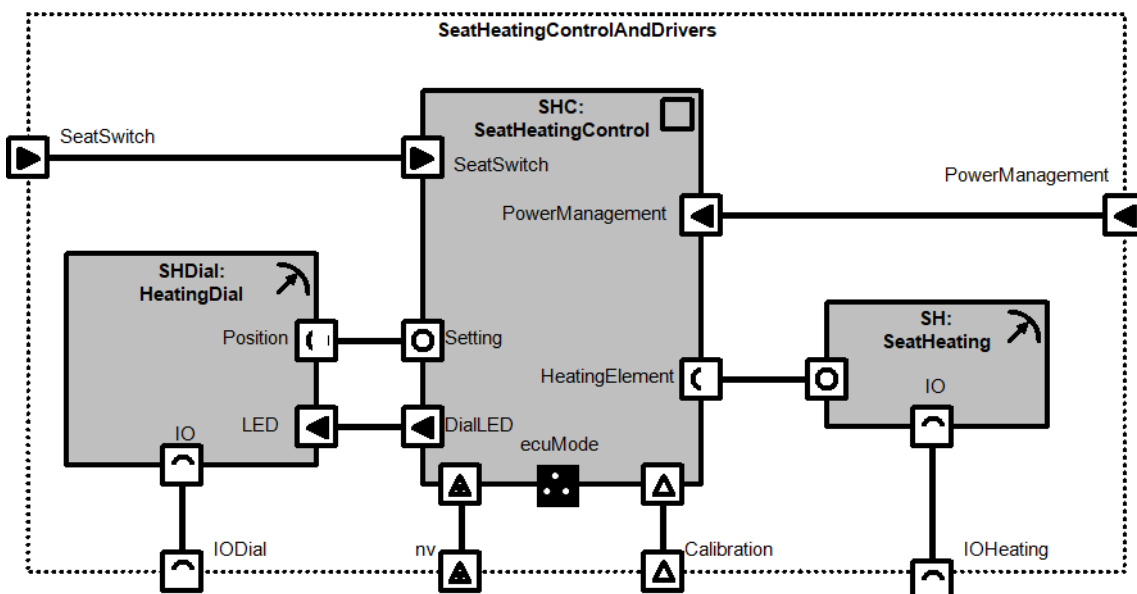 SeatHeatingControlAndDrivers
SHC:
SeatHeatingControl
SeatSwitch
SeatSwitch
PowerManagement
PowerManagement
SHDial:
HeatingDial
SH:
SeatHeating
Position
Setting
HeatingElement
IO
LED
DialLED
IO
ecuMode
IODial
nv
Calibration
IOHeating